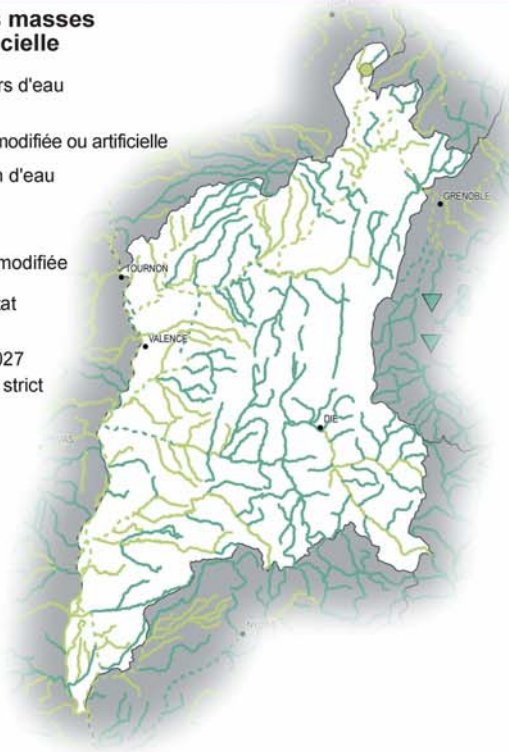 s masses
cielle
rs d'eau
modifiée ou artificielle
n d'eau
modifiée
tat
027
strict
GRENOBLE
TOURNON
VALENCE
DIE